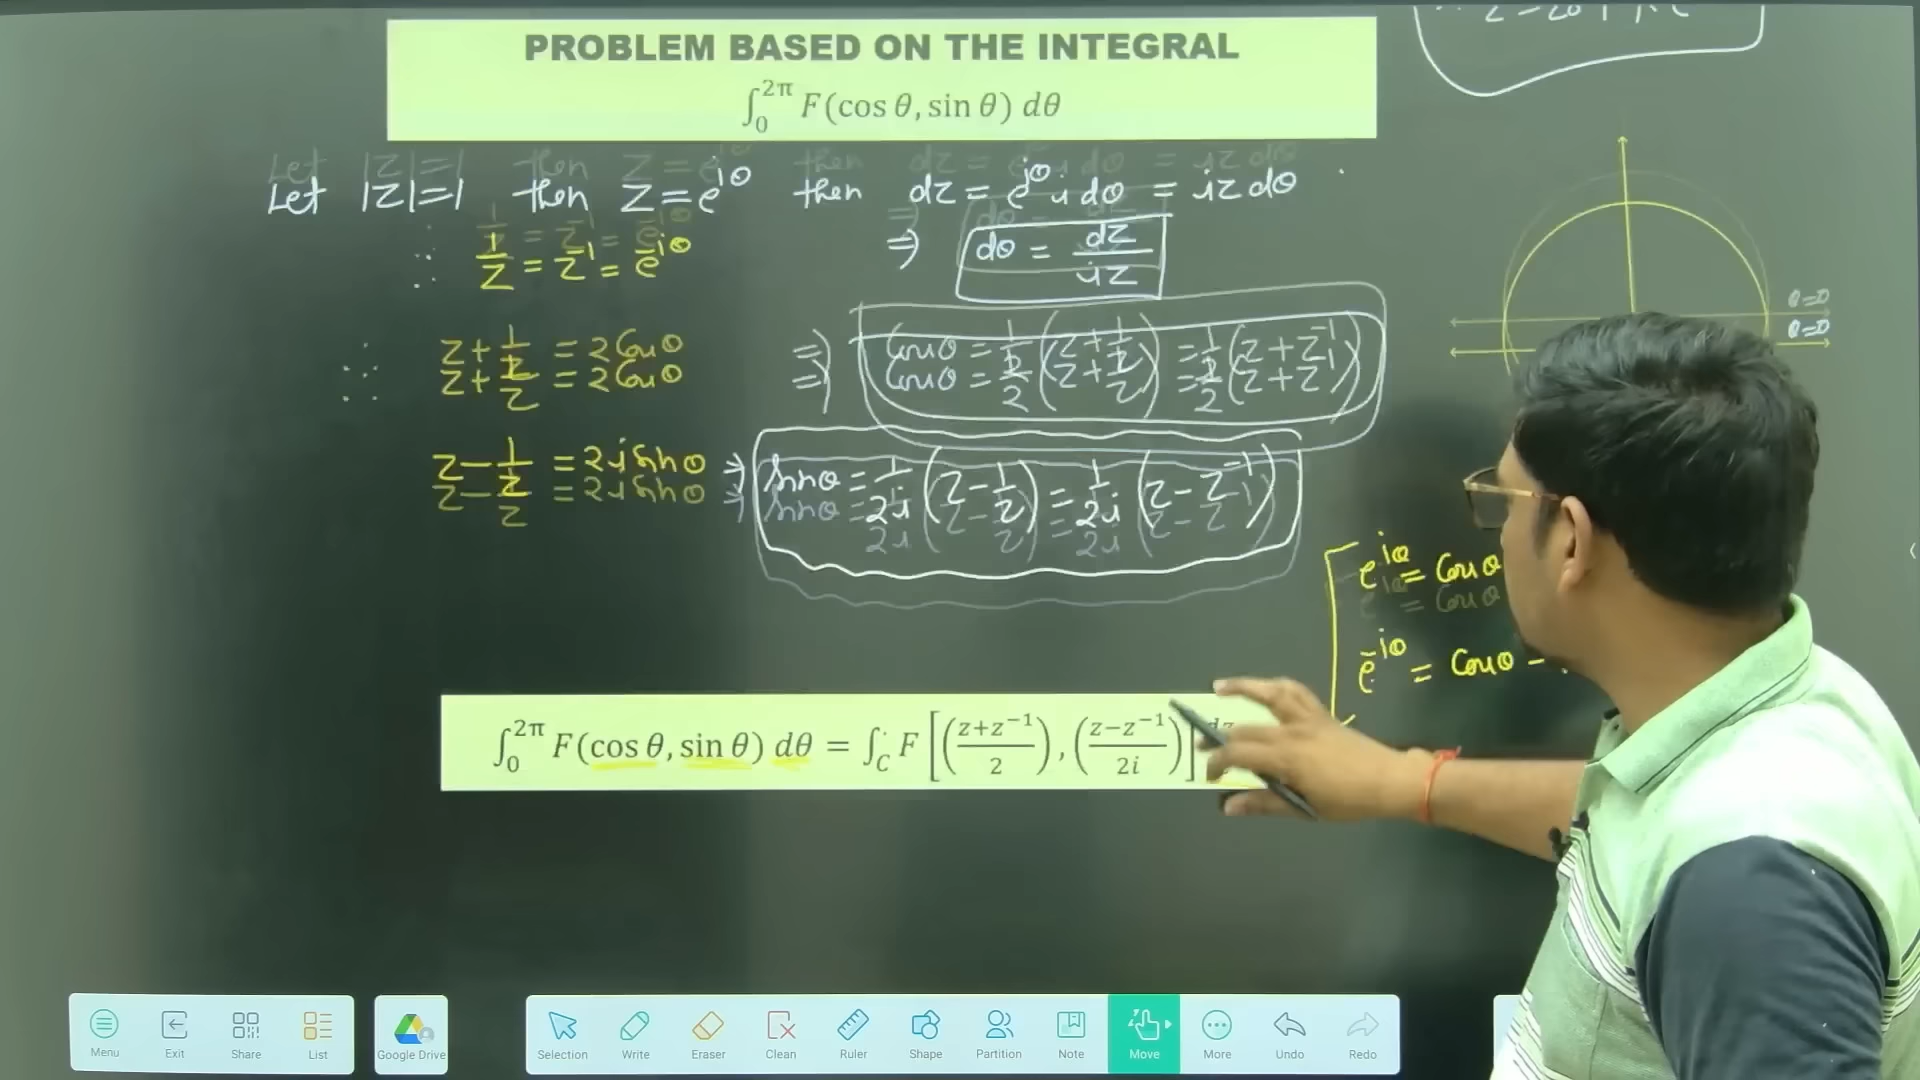 PROBLEM BASED ON THE INTEGRAL
∫₀^2π F(cos θ, sin θ) dθ
Let |z|=1 then z = e^iθ then dz = e^iθ i dθ = iz dθ
∴ 1/z = z^-1 = e^-iθ ⇒ dθ = dz/iz
θ=0
∴ z + 1/z = 2Cosθ ⇒ Cosθ = 1/2 (z + 1/z) = 1/2 (z + z^-1)
z − 1/z = 2i sinθ ⇒ sinθ = 1/2i (z − 1/z) = 1/2i (z − z^-1)
e^iθ = Cosθ
e^-iθ = Cosθ −
∫₀^2π F(cos θ, sin θ) dθ = ∫_C F [((z+z^-1)/2), ((z−z^-1)/2i)] dz
Menu
Exit
Share
List
Google Drive
Selection
Write
Eraser
Clean
Ruler
Shape
Partition
Note
Move
More
Undo
Redo